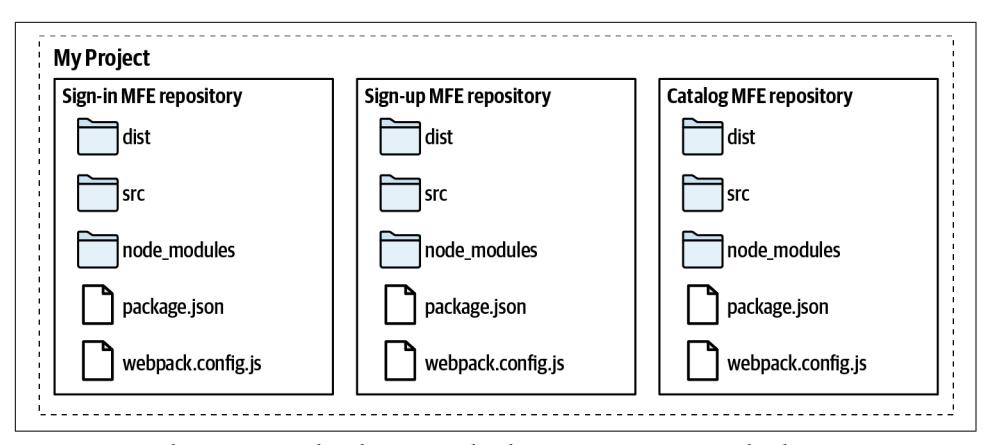 My Project
Sign-in MFE repository
dist
src
node_modules
package.json
webpack.config.js
Sign-up MFE repository
dist
src
node_modules
package.json
webpack.config.js
Catalog MFE repository
dist
src
node_modules
package.json
webpack.config.js